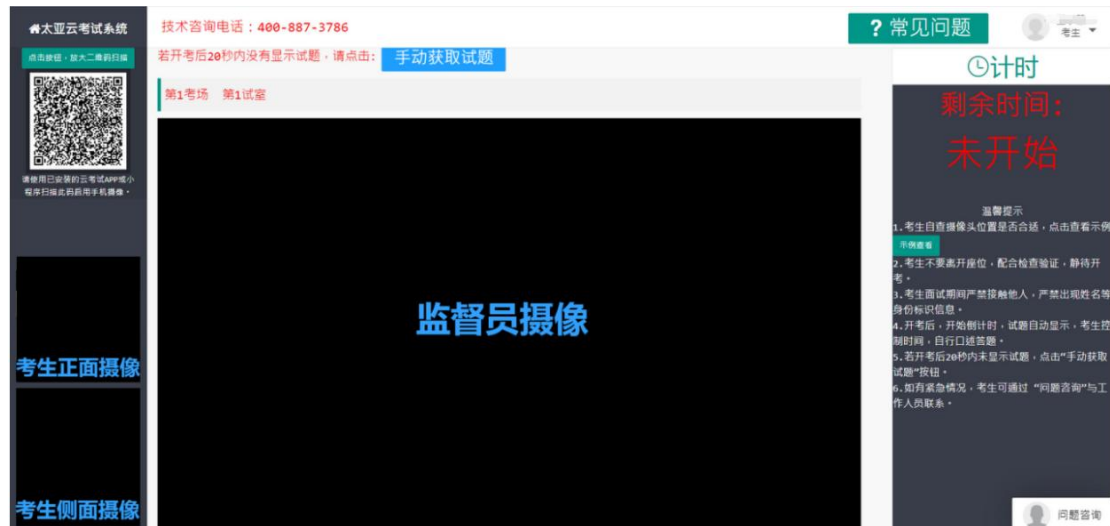 太亚云考试系统
技术咨询电话：400-887-3786
? 常见问题
考生
点击按钮，放大二维码扫描
请使用已安装的云考试APP或小
程序扫描此码启用手机摄像。
考生正面摄像
考生侧面摄像
若开考后20秒内没有显示试题，请点击：
手动获取试题
第1考场 第1试室
监督员摄像
计时
剩余时间：
未开始
温馨提示
1.考生自查摄像头位置是否合适，点击查看示例
示例查看
2.考生不要离开座位，配合检查验证，静待开
考。
3.考生面试期间严禁接触他人，严禁出现姓名等
身份标识信息。
4.开考后，开始倒计时，试题自动显示，考生控
制时间，自行口述答题。
5.若开考后20秒内未显示试题，点击"手动获取
试题"按钮。
6.如有紧急情况，考生可通过 "问题咨询"与工
作人员联系。
问题咨询